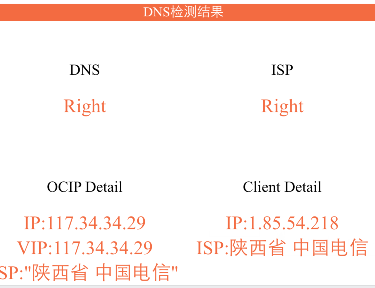 DNS检测结果
DNS
ISP
Right
Right
OCIP Detail
Client Detail
IP:117.34.34.29
IP:1.85.54.218
VIP:117.34.34.29
ISP:陕西省 中国电信
SP:"陕西省 中国电信"